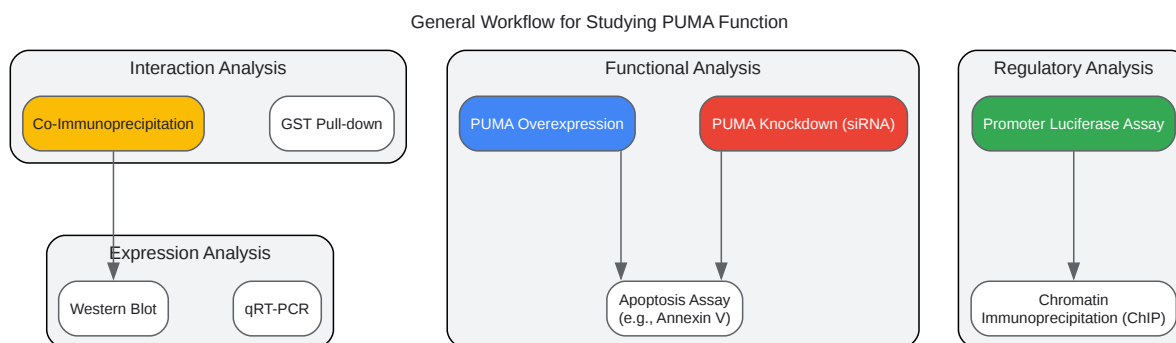 General Workflow for Studying PUMA Function
Interaction Analysis
Co-Immunoprecipitation
GST Pull-down
Expression Analysis
Western Blot
qRT-PCR
Functional Analysis
PUMA Overexpression
PUMA Knockdown (siRNA)
Apoptosis Assay
(e.g., Annexin V)
Regulatory Analysis
Promoter Luciferase Assay
Chromatin
Immunoprecipitation (ChIP)